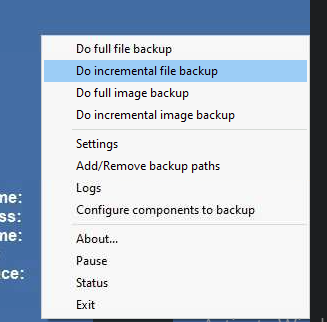 Do full file backup
Do incremental file backup
Do full image backup
Do incremental image backup
Settings
Add/Remove backup paths
Logs
Configure components to backup
About...
Pause
Status
Exit
me:
ss:
me:
ce: